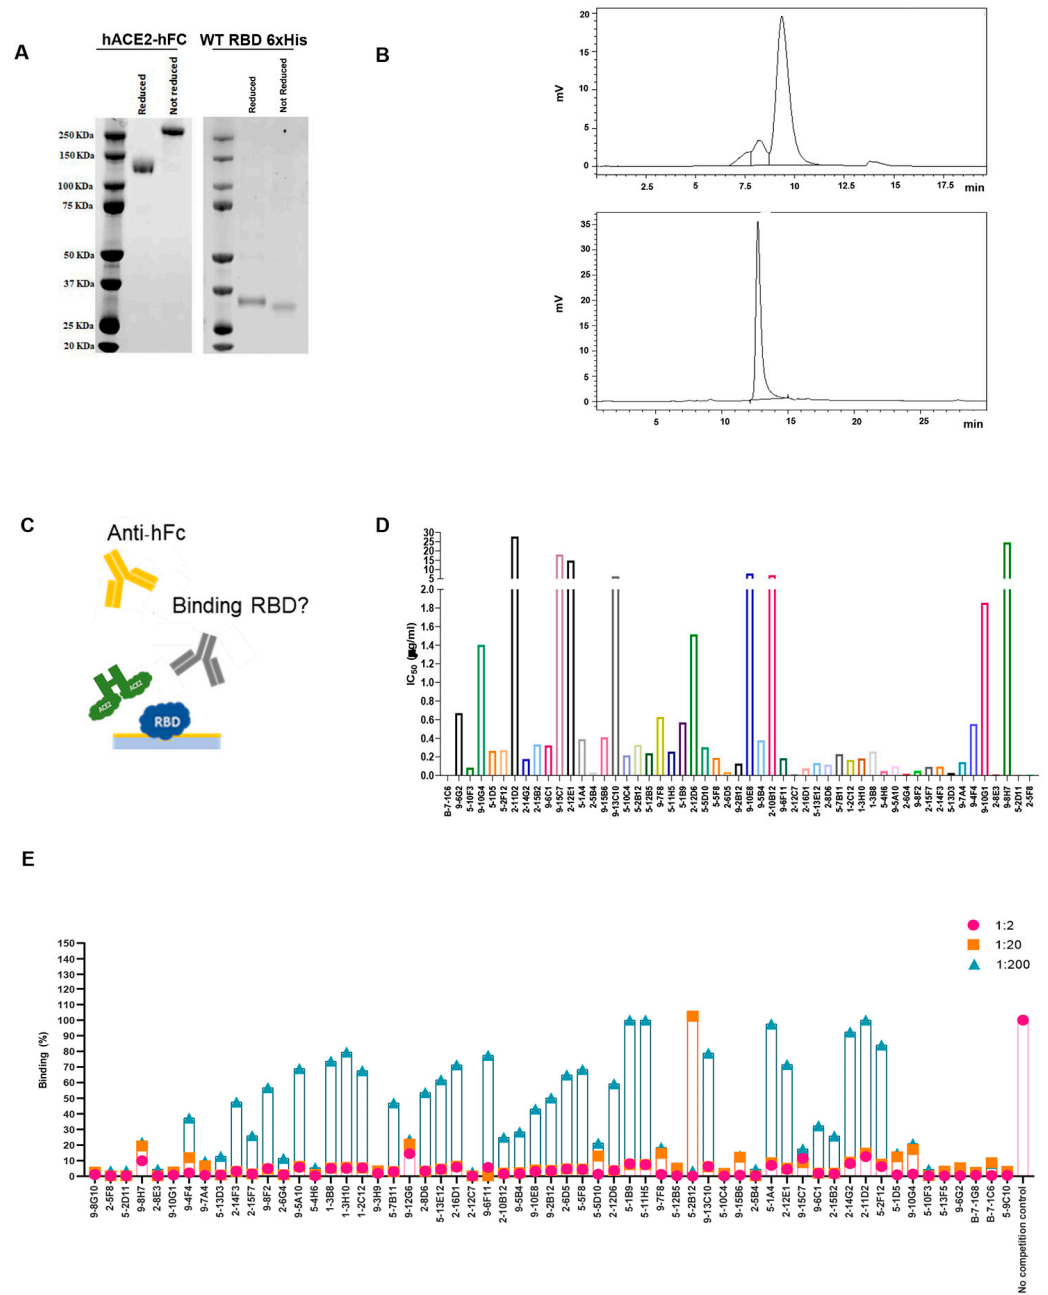 A
hACE2-hFC
WT RBD 6xHis
Reduced
Not reduced
Reduced
Not Reduced
250 KDa
150 KDa
100 KDa
75 KDa
50 KDa
37 KDa
25 KDa
20 KDa
B
mV
20
15
10
5
0
2.5 5 7.5 10 12.5 15 17.5
min
mV
35
30
25
20
15
10
5
0
5 10 15 20 25
min
C
Anti-hFc
Binding RBD?
ACE2 ACE2
RBD
D
IC50 (µg/ml)
30
25
20
15
10
5
2.0
1.8
1.6
1.4
1.2
1.0
0.8
0.6
0.4
0.2
0.0
B-7-1C6 9-6G2 5-10F3 9-10G4 5-1D5 5-2F12 2-11D2 2-14G2 2-15B2 9-6C1 9-15C7 2-12E1 5-1A4 2-5B4 9-15B6 9-13C10 5-10C4 5-2B12 5-12B5 9-7F8 5-11H5 5-1B9 2-12D6 5-5D10 5-5F8 2-6D5 9-2B12 9-10E8 9-5B4 2-10B12 9-6F11 2-12C7 2-16D1 5-13E12 2-8D6 5-7B11 1-2C12 1-3H10 1-3B8 5-4H6 9-5A10 2-6G4 9-8F2 2-15F7 2-14F3 5-13D3 9-7A4 9-4F4 9-10G1 2-8E3 9-8H7 5-2D11 2-5F8
E
1:2
1:20
1:200
Binding (%)
150
140
130
120
110
100
90
80
70
60
50
40
30
20
10
0
9-8G10 2-5F8 5-2D11 9-8H7 2-8E3 9-10G1 9-4F4 9-7A4 5-13D3 2-14F3 2-15F7 9-8F2 2-6G4 9-5A10 5-4H6 1-3B8 1-3H10 1-2C12 3-3H9 5-7B11 9-12G6 2-8D6 5-13E12 2-16D1 2-12C7 9-6F11 2-10B12 9-5B4 9-10E8 9-2B12 2-6D5 5-5F8 5-5D10 2-12D6 5-1B9 5-11H5 9-7F8 5-12B5 5-2B12 9-13C10 5-10C4 9-15B6 2-5B4 5-1A4 2-12E1 9-15C7 9-6C1 2-15B2 2-14G2 2-11D2 5-2F12 5-1D5 9-10G4 5-10F3 5-13F5 9-6G2 B-7-1G8 B-7-1C6 5-9C10 No competition control